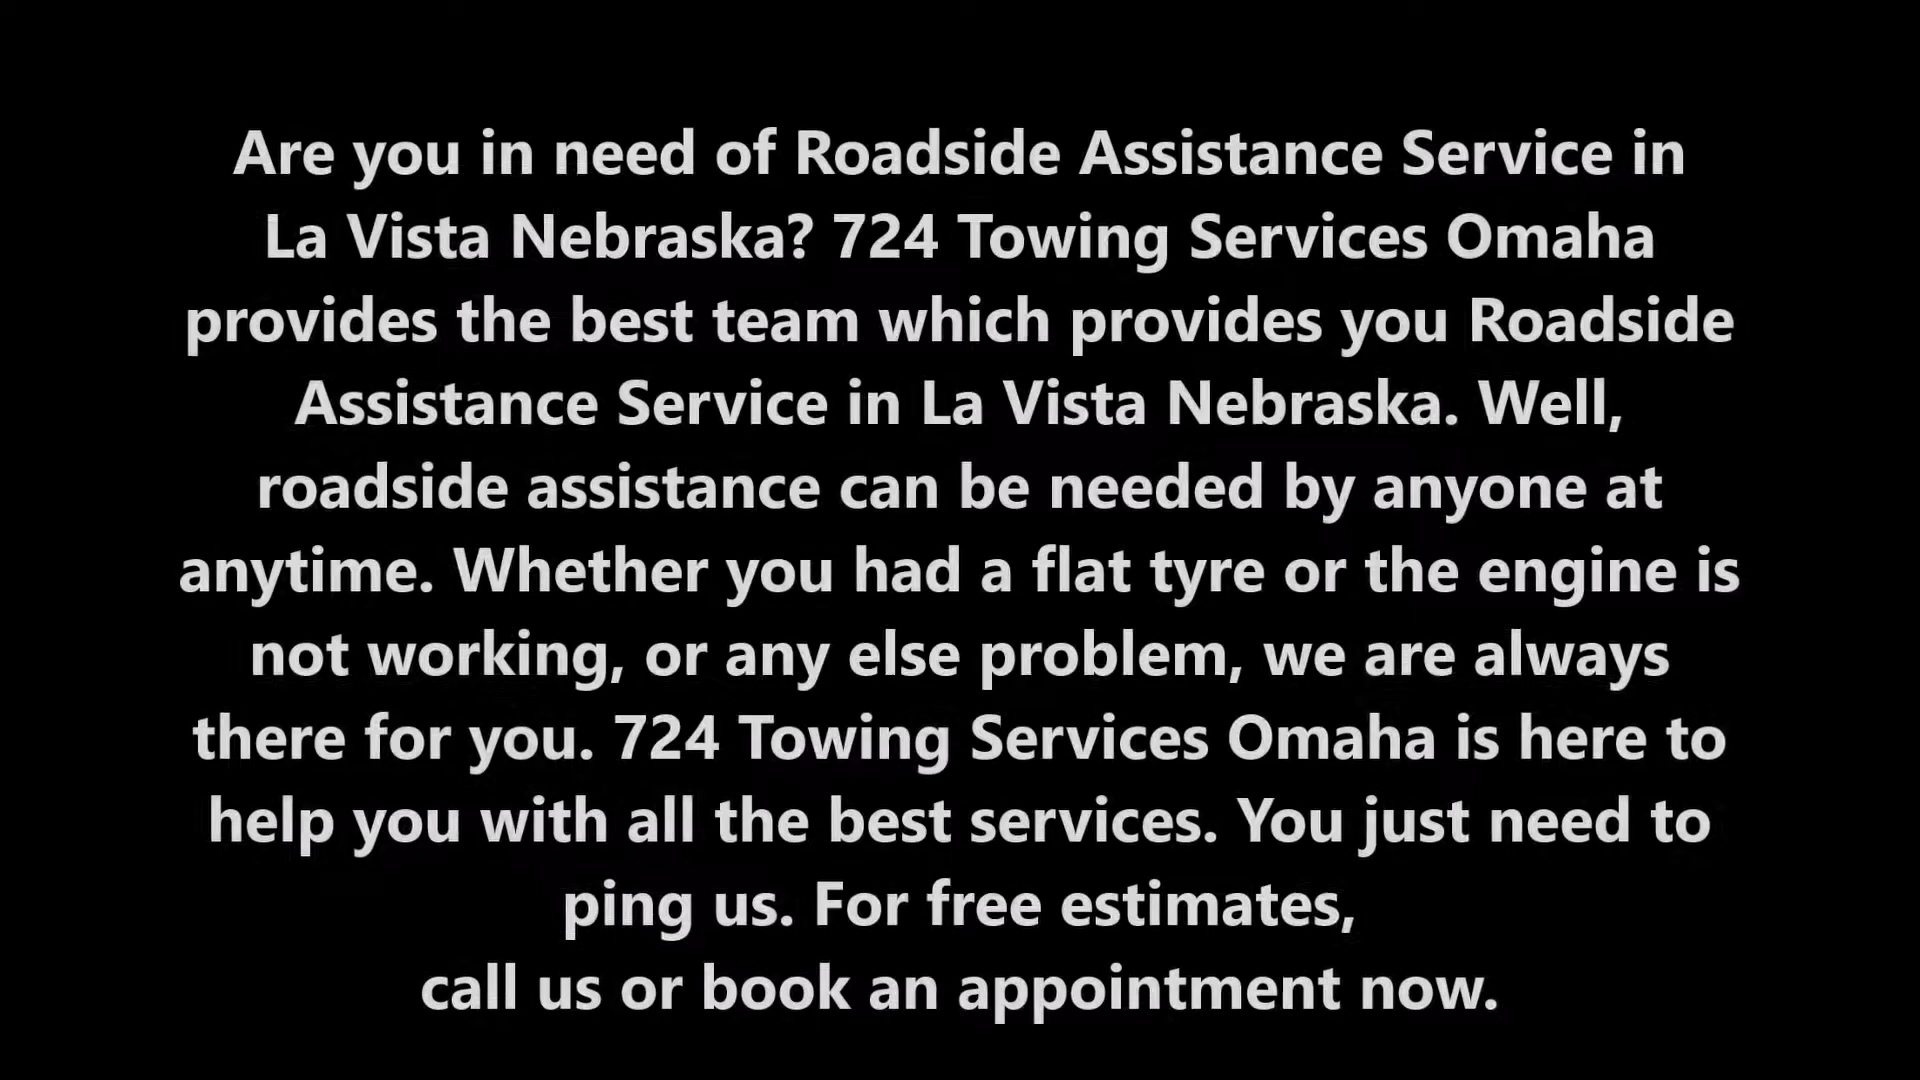 Are you in need of Roadside Assistance Service in
La Vista Nebraska? 724 Towing Services Omaha
provides the best team which provides you Roadside
Assistance Service in La Vista Nebraska. Well,
roadside assistance can be needed by anyone at
anytime. Whether you had a flat tyre or the engine is
not working, or any else problem, we are always
there for you. 724 Towing Services Omaha is here to
help you with all the best services. You just need to
ping us. For free estimates,
call us or book an appointment now.